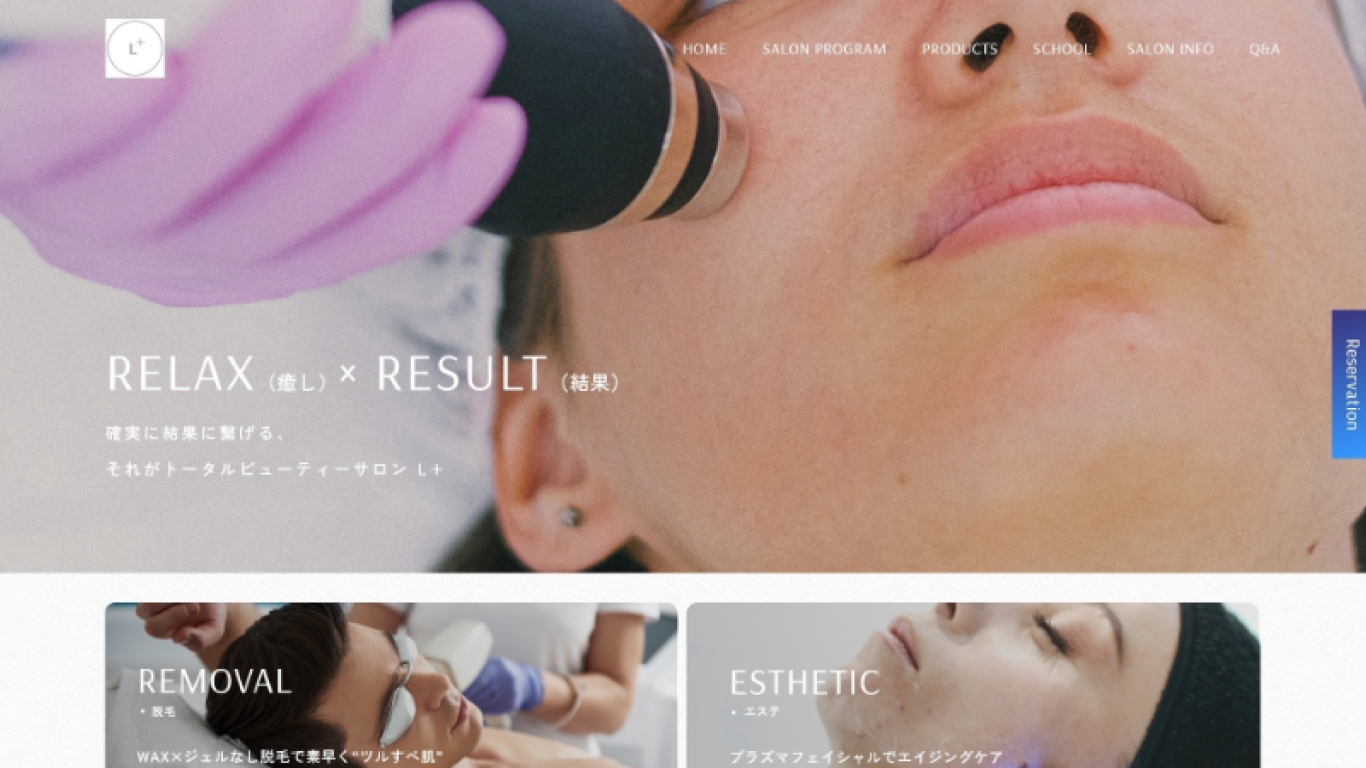 L+
HOME SALON PROGRAM PRODUCTS SCHOOL SALON INFO Q&A
RELAX（癒し）× RESULT（結果）
確実に結果に繋げる、
それがトータルビューティーサロン L+
Reservation
REMOVAL
・脱毛
WAX×ジェルなし脱毛で素早く“ツルすべ肌”
ESTHETIC
・エステ
プラズマフェイシャルでエイジングケア